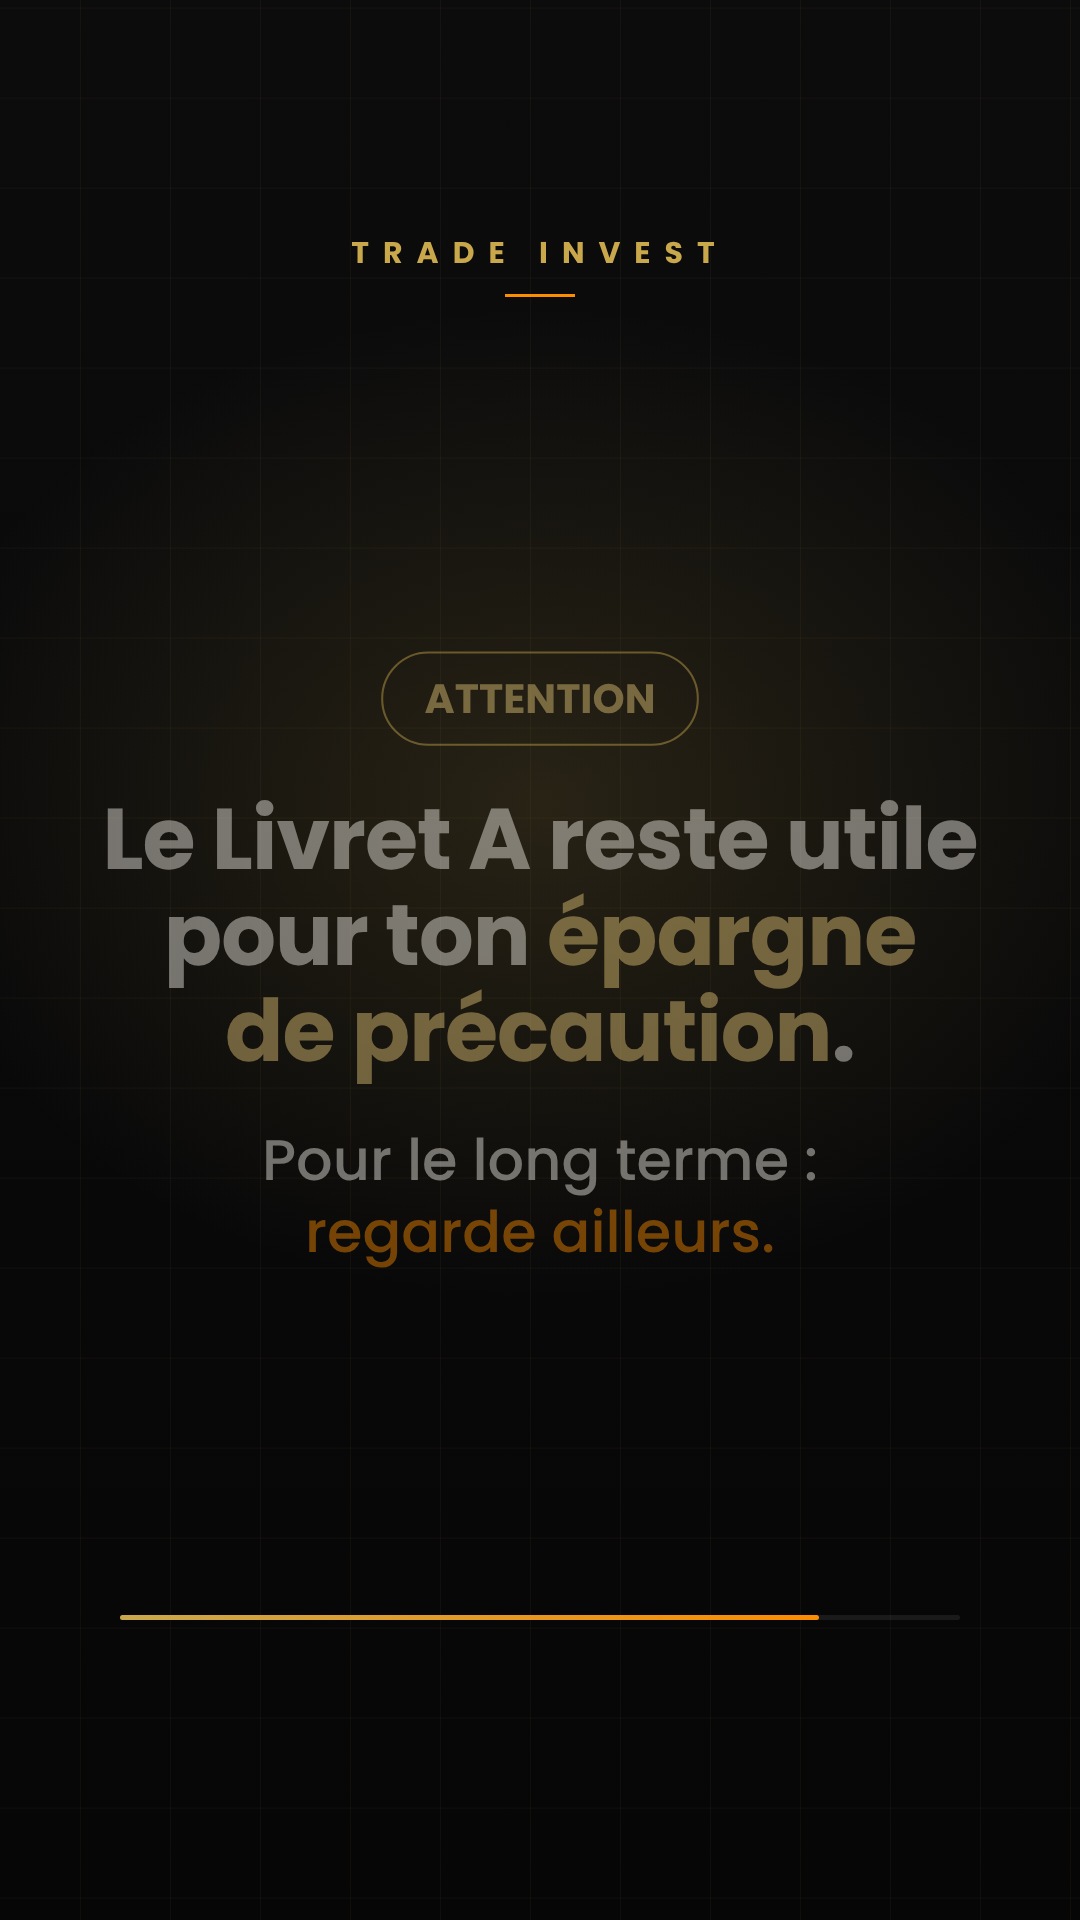 TRADE INVEST
ATTENTION
Le Livret A reste utile
pour ton épargne
de précaution.
Pour le long terme :
regarde ailleurs.